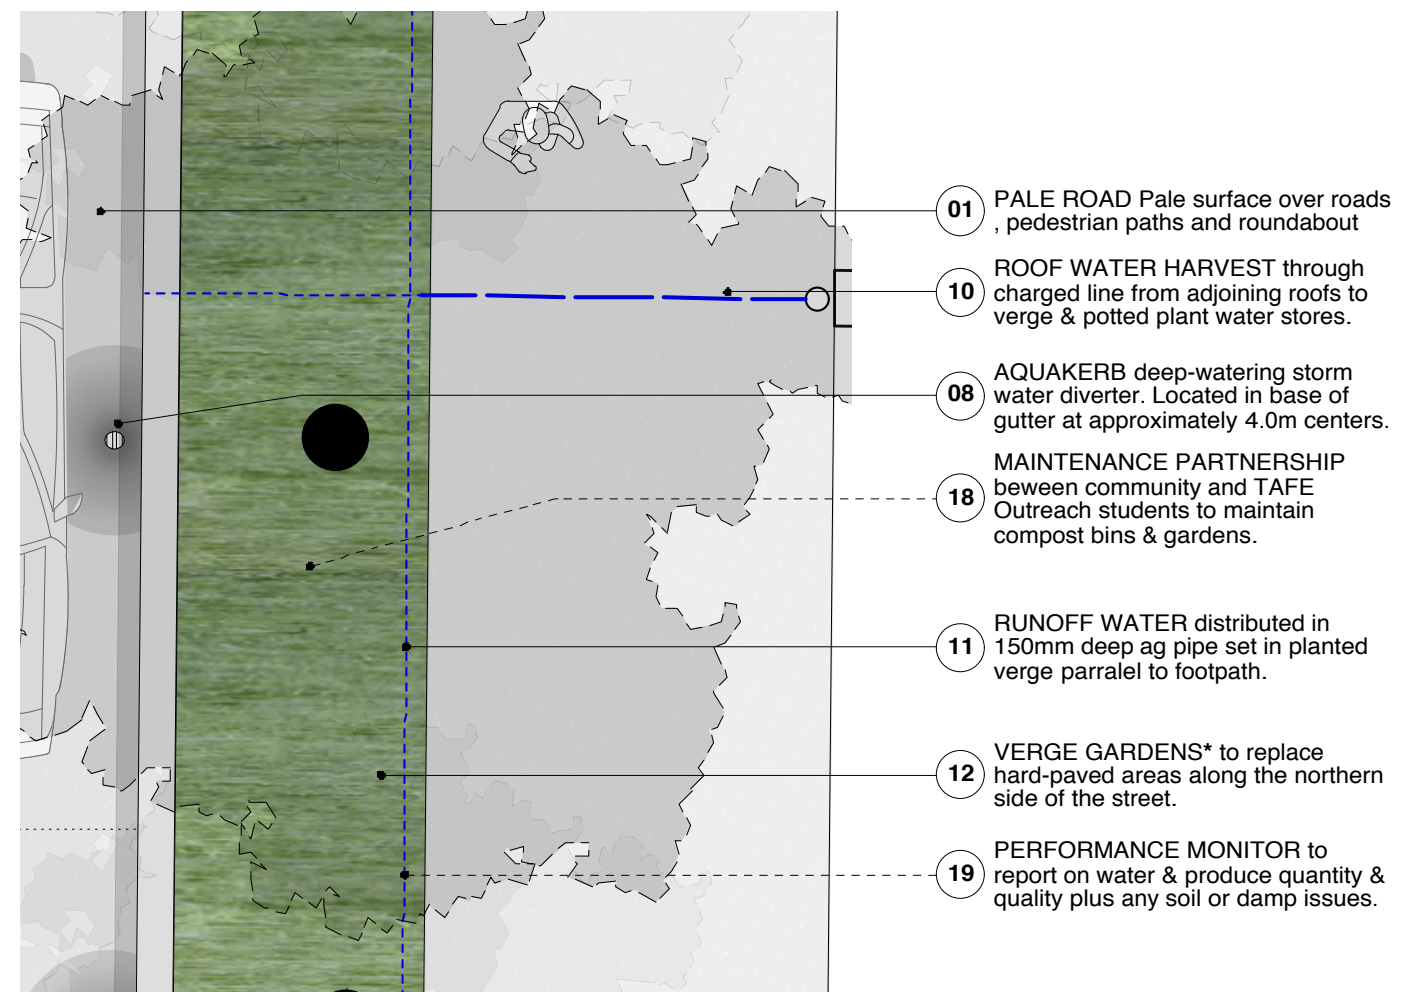 01 PALE ROAD Pale surface over roads
, pedestrian paths and roundabout
10 ROOF WATER HARVEST through
charged line from adjoining roofs to
verge & potted plant water stores.
08 AQUAKERB deep-watering storm
water diverter. Located in base of
gutter at approximately 4.0m centers.
18 MAINTENANCE PARTNERSHIP
beween community and TAFE
Outreach students to maintain
compost bins & gardens.
11 RUNOFF WATER distributed in
150mm deep ag pipe set in planted
verge parralel to footpath.
12 VERGE GARDENS* to replace
hard-paved areas along the northern
side of the street.
19 PERFORMANCE MONITOR to
report on water & produce quantity &
quality plus any soil or damp issues.